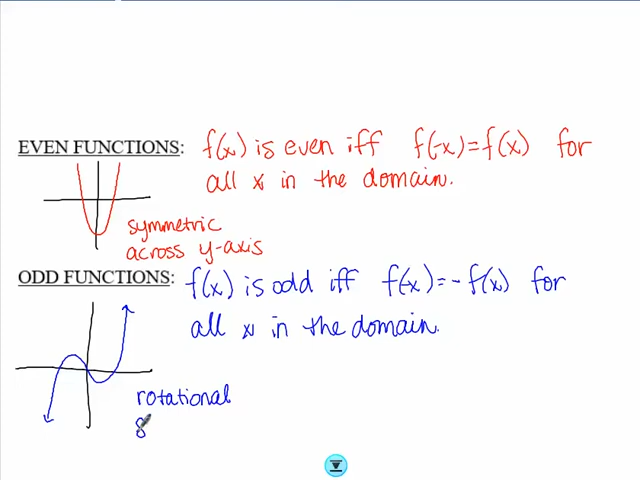 EVEN FUNCTIONS: f(x) is even iff f(-x)=f(x) for
all x in the domain.
symmetric
across y-axis
ODD FUNCTIONS: f(x) is odd iff f(-x)=-f(x) for
all x in the domain.
rotational